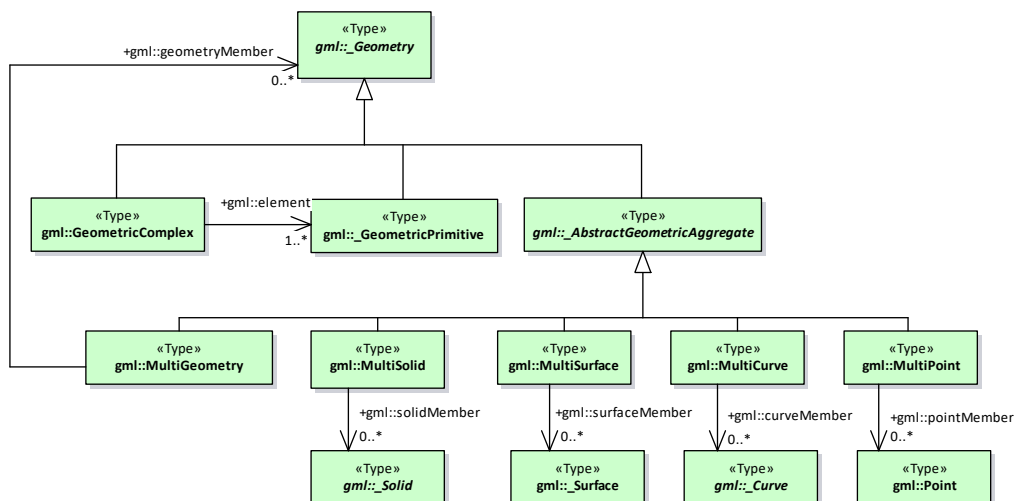 «Type»
gml::_Geometry
+gml::geometryMember
0..*
«Type»
gml::GeometricComplex
+gml::element
1..*
«Type»
gml::_GeometricPrimitive
«Type»
gml::_AbstractGeometricAggregate
«Type»
gml::MultiGeometry
«Type»
gml::MultiSolid
«Type»
gml::MultiSurface
«Type»
gml::MultiCurve
«Type»
gml::MultiPoint
+gml::solidMember
0..*
+gml::surfaceMember
0..*
+gml::curveMember
0..*
+gml::pointMember
0..*
«Type»
gml::_Solid
«Type»
gml::_Surface
«Type»
gml::_Curve
«Type»
gml::Point